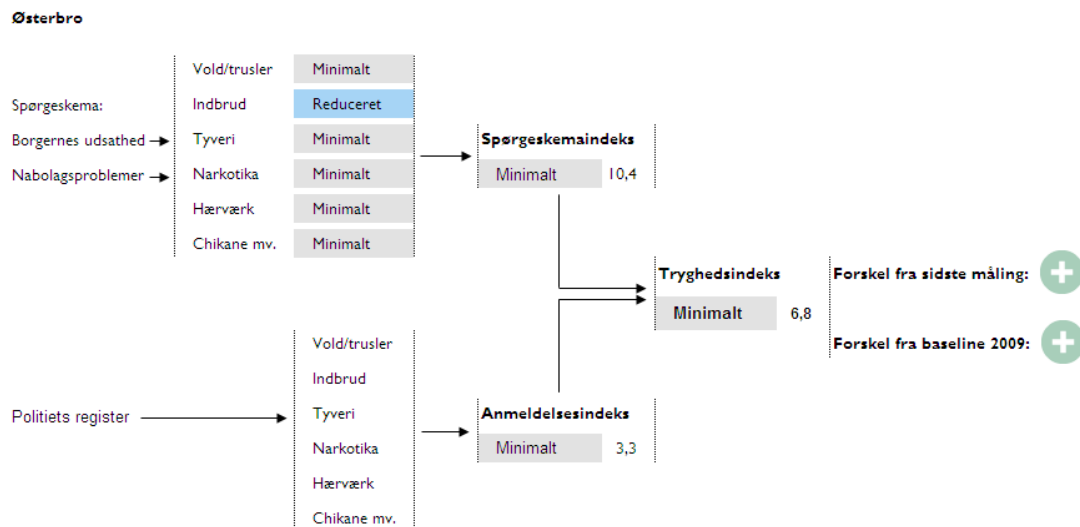 Østerbro
Spørgeskema:
Borgernes udsathed
Nabolagsproblemer
Vold/trusler Minimalt
Indbrud Reduceret
Tyveri Minimalt
Narkotika Minimalt
Hærværk Minimalt
Chikane mv. Minimalt
Spørgeskemaindeks
Minimalt 10,4
Tryghedsindeks
Minimalt 6,8
Forskel fra sidste måling:
Forskel fra baseline 2009:
Politiets register
Vold/trusler
Indbrud
Tyveri
Narkotika
Hærværk
Chikane mv.
Anmeldelsesindeks
Minimalt 3,3